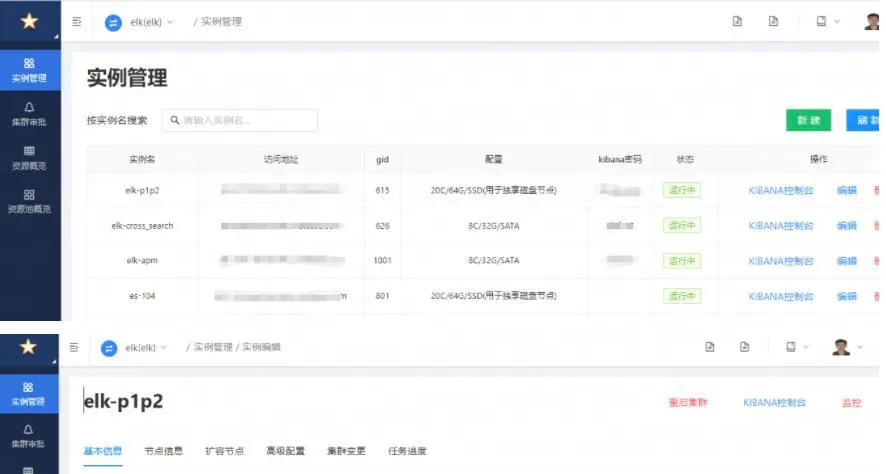 elk(elk) / 实例管理
实例管理
实例管理
集群审批
资源概览
资源池概览
按实例名搜索 请输入实例名... 新 建 刷 新
实例名 访问地址 gid 配置 kibana密码 状态 操作
elk-p1p2 615 20C/64G/SSD(用于独享磁盘节点) 运行中 KIBANA控制台 编辑
elk-cross_search 626 8C/32G/SATA 运行中 KIBANA控制台 编辑
elk-apm 1001 8C/32G/SATA 运行中 KIBANA控制台 编辑
es-104 801 20C/64G/SSD(用于独享磁盘节点) 运行中 KIBANA控制台 编辑
elk(elk) / 实例管理 / 实例编辑
实例管理
集群审批
elk-p1p2 重启集群 KIBANA控制台 监控
基本信息 节点信息 扩容节点 高级配置 集群变更 任务进度